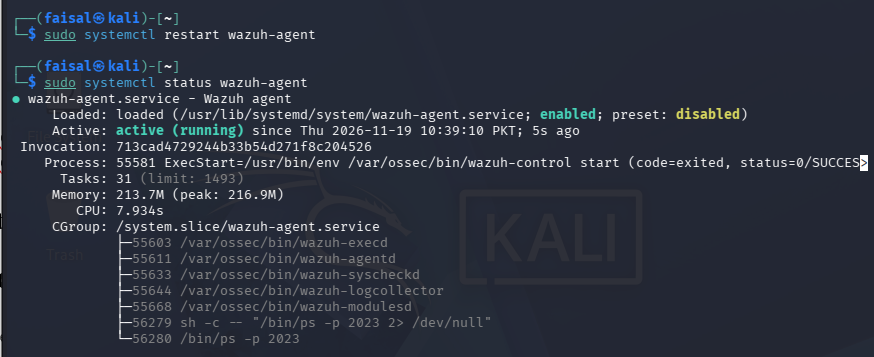 ┌──(faisal㉿kali)-[~]
└─$ sudo systemctl restart wazuh-agent
┌──(faisal㉿kali)-[~]
└─$ sudo systemctl status wazuh-agent
● wazuh-agent.service - Wazuh agent
Loaded: loaded (/usr/lib/systemd/system/wazuh-agent.service; enabled; preset: disabled)
Active: active (running) since Thu 2026-11-19 10:39:10 PKT; 5s ago
Invocation: 713cad4729244b33b54d271f8c204526
Process: 55581 ExecStart=/usr/bin/env /var/ossec/bin/wazuh-control start (code=exited, status=0/SUCCES>
Tasks: 31 (limit: 1493)
Memory: 213.7M (peak: 216.9M)
CPU: 7.934s
CGroup: /system.slice/wazuh-agent.service
├─55603 /var/ossec/bin/wazuh-execd
├─55611 /var/ossec/bin/wazuh-agentd
├─55633 /var/ossec/bin/wazuh-syscheckd
├─55644 /var/ossec/bin/wazuh-logcollector
├─55668 /var/ossec/bin/wazuh-modulesd
├─56279 sh -c -- "/bin/ps -p 2023 2> /dev/null"
└─56280 /bin/ps -p 2023
KALI
Trash